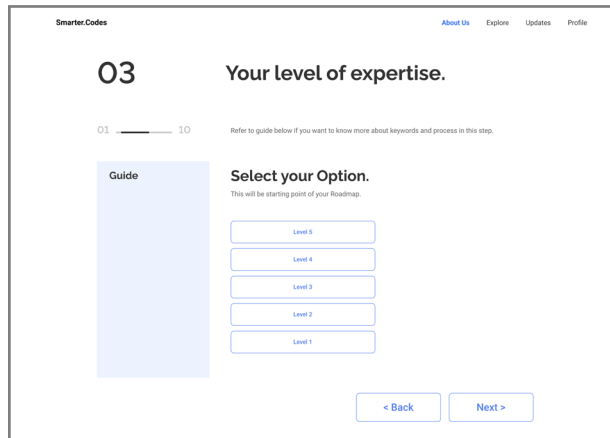 Smarter.Codes
About Us Explore Updates Profile
03
Your level of expertise.
01 10
Refer to guide below if you want to know more about keywords and process in this step.
Guide
Select your Option.
This will be starting point of your Roadmap.
Level 5
Level 4
Level 3
Level 2
Level 1
< Back
Next >